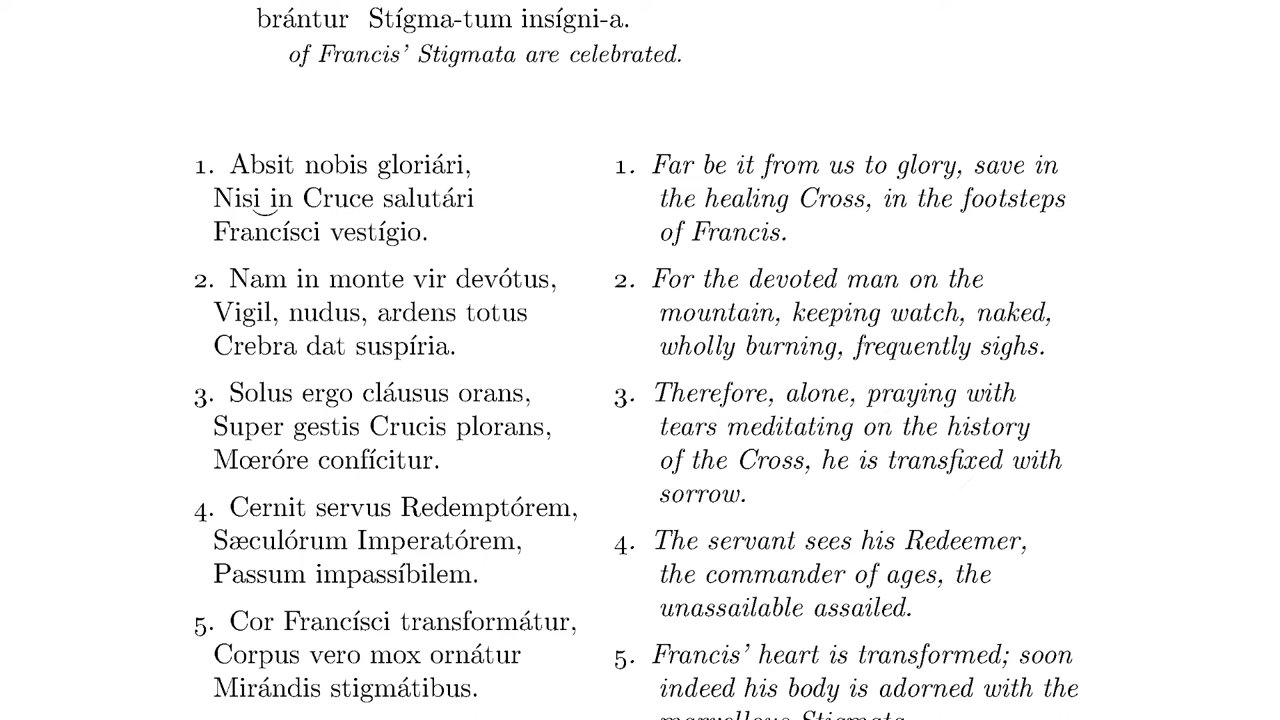 brántur Stígma-tum insígni-a.
of Francis' Stigmata are celebrated.
1. Absit nobis gloriári,
Nisi in Cruce salutári
Francísci vestígio.
2. Nam in monte vir devótus,
Vigil, nudus, ardens totus
Crebra dat suspíria.
3. Solus ergo cláusus orans,
Super gestis Crucis plorans,
Mœróre confícitur.
4. Cernit servus Redemptórem,
Sæculórum Imperatórem,
Passum impassíbilem.
5. Cor Francísci transformátur,
Corpus vero mox ornátur
Mirándis stigmátibus.
1. Far be it from us to glory, save in
the healing Cross, in the footsteps
of Francis.
2. For the devoted man on the
mountain, keeping watch, naked,
wholly burning, frequently sighs.
3. Therefore, alone, praying with
tears meditating on the history
of the Cross, he is transfixed with
sorrow.
4. The servant sees his Redeemer,
the commander of ages, the
unassailable assailed.
5. Francis' heart is transformed; soon
indeed his body is adorned with the
marvellous Stigmata.